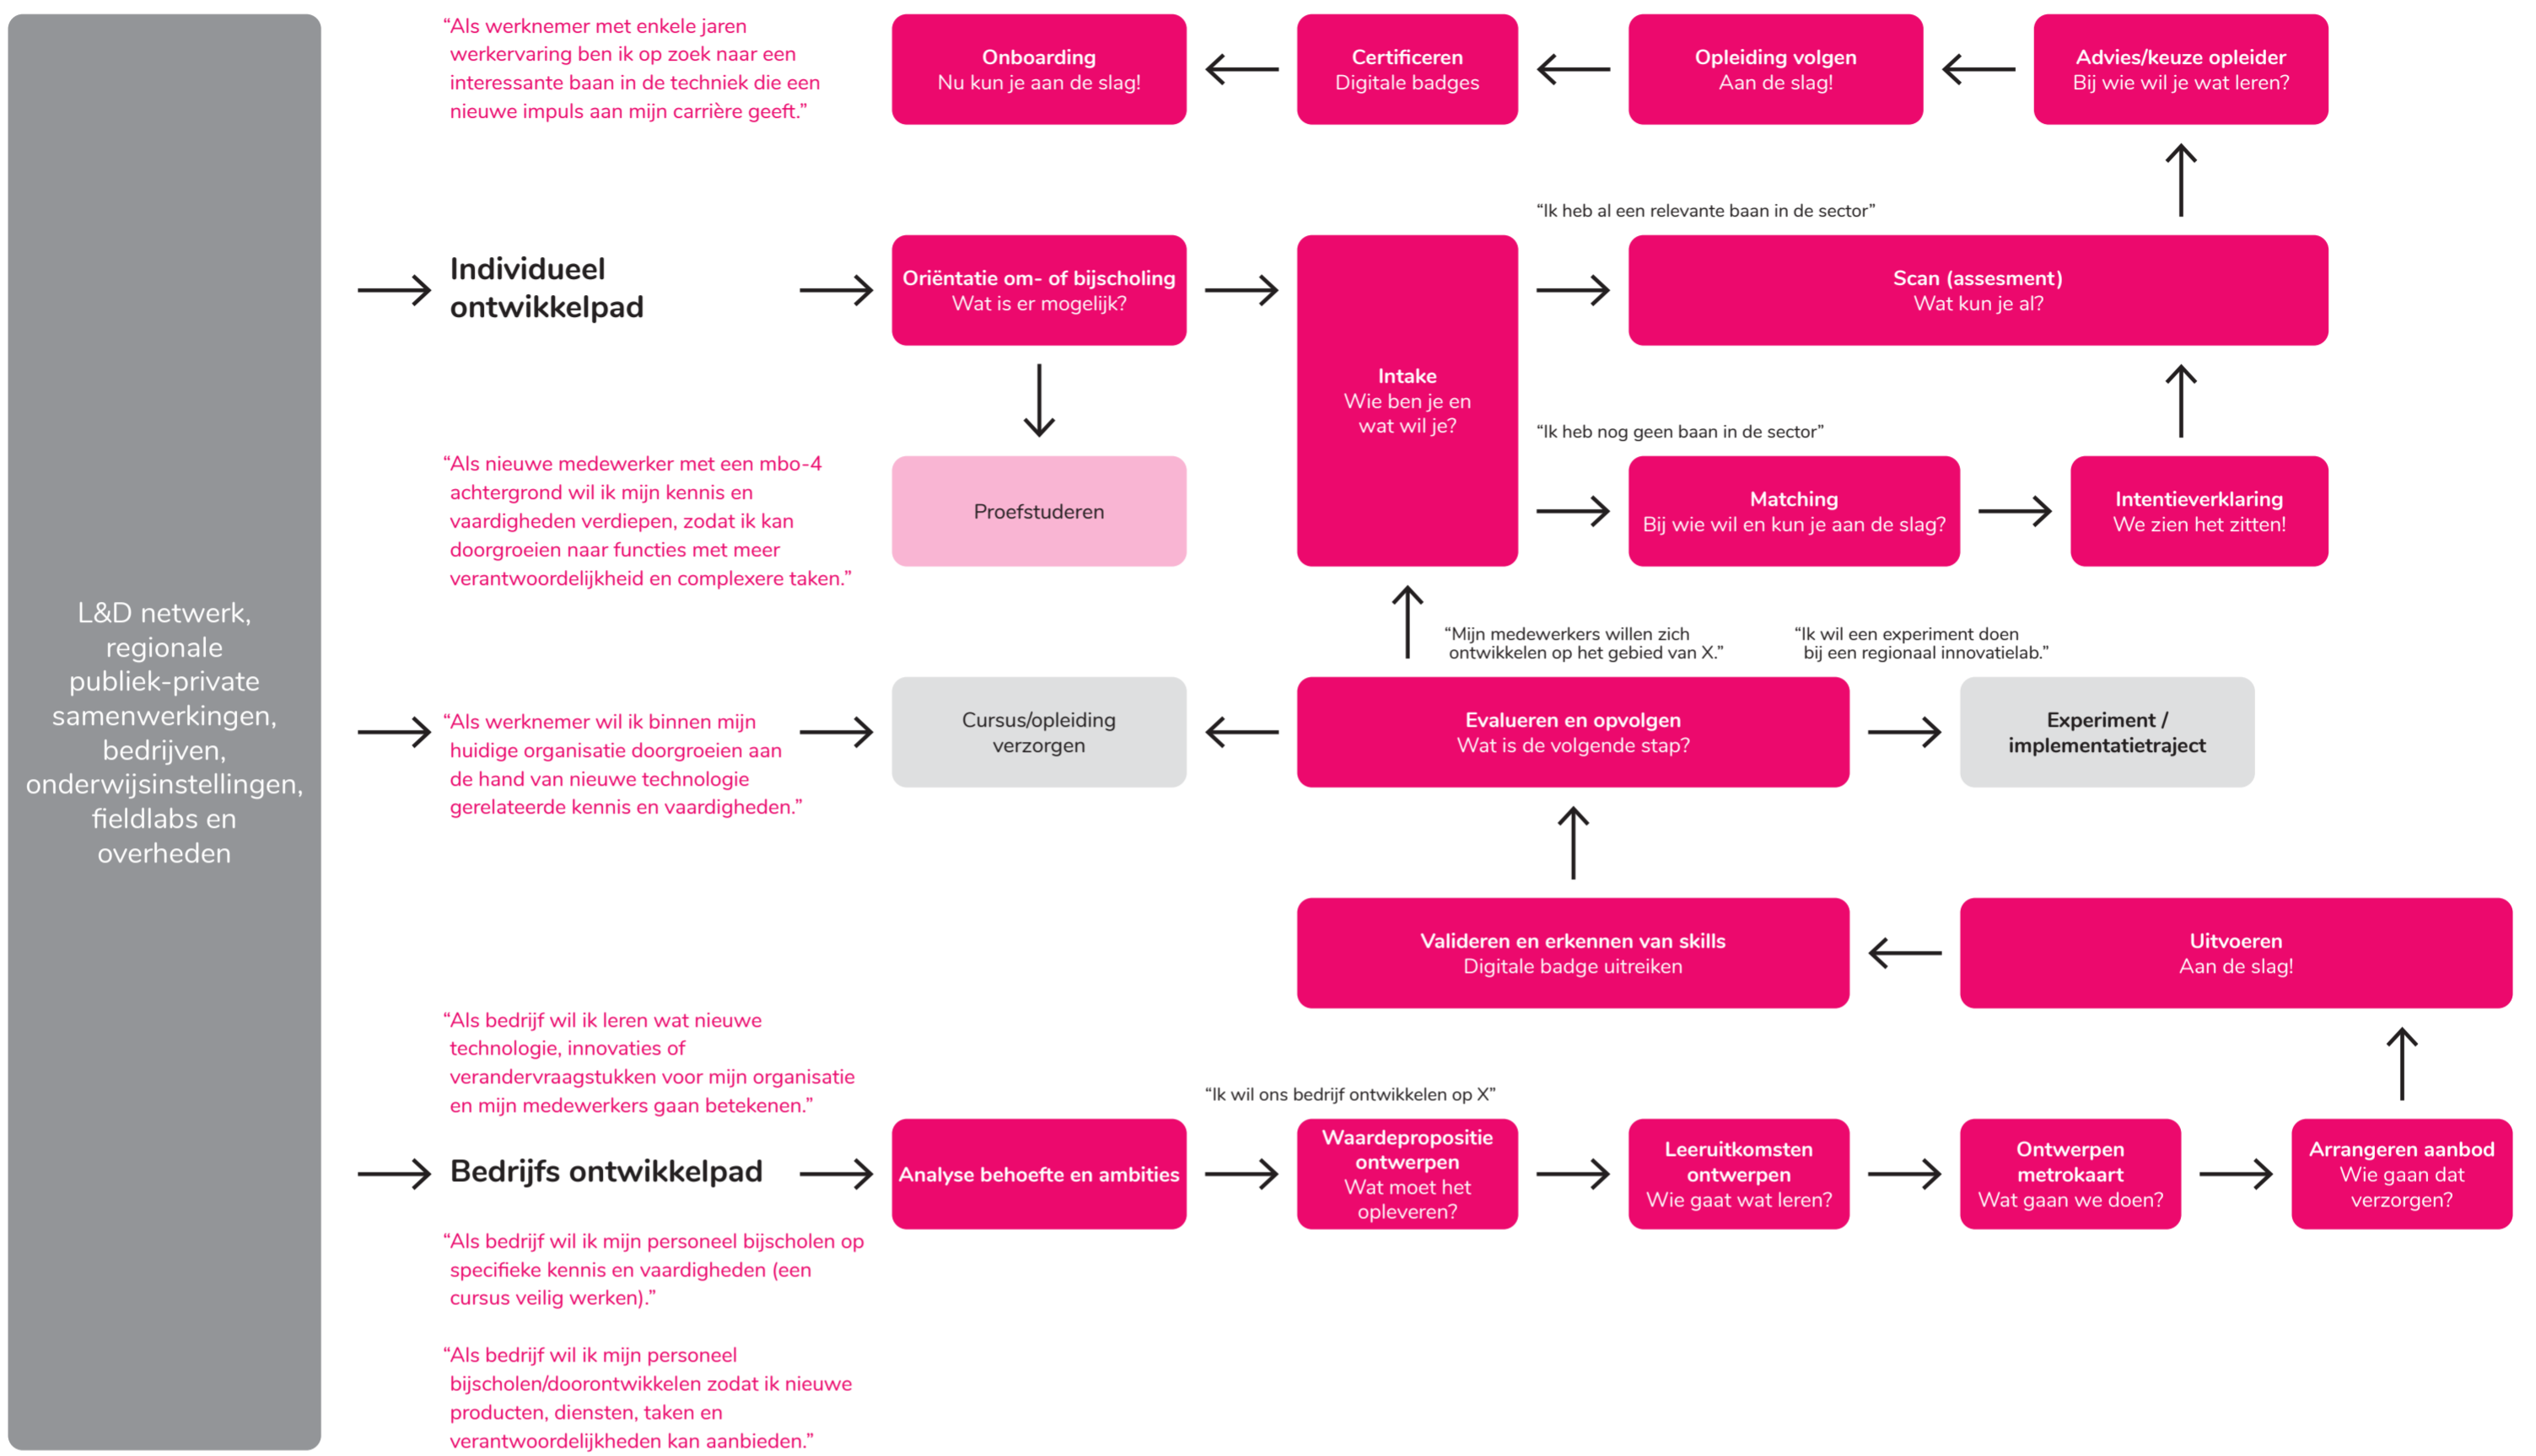 L&D netwerk,
regionale
publiek-private
samenwerkingen,
bedrijven,
onderwijsinstellingen,
fieldlabs en
overheden
“Als werknemer met enkele jaren
werkervaring ben ik op zoek naar een
interessante baan in de techniek die een
nieuwe impuls aan mijn carrière geeft.”
Onboarding
Nu kun je aan de slag!
Certificeren
Digitale badges
Opleiding volgen
Aan de slag!
Advies/keuze opleider
Bij wie wil je wat leren?
Individueel
ontwikkelpad
Oriëntatie om- of bijscholing
Wat is er mogelijk?
Intake
Wie ben je en
wat wil je?
“Ik heb al een relevante baan in de sector”
Scan (assesment)
Wat kun je al?
“Als nieuwe medewerker met een mbo-4
achtergrond wil ik mijn kennis en
vaardigheden verdiepen, zodat ik kan
doorgroeien naar functies met meer
verantwoordelijkheid en complexere taken.”
Proefstuderen
“Ik heb nog geen baan in de sector”
Matching
Bij wie wil en kun je aan de slag?
Intentieverklaring
We zien het zitten!
“Mijn medewerkers willen zich
ontwikkelen op het gebied van X.”
“Ik wil een experiment doen
bij een regionaal innovatielab.”
“Als werknemer wil ik binnen mijn
huidige organisatie doorgroeien aan
de hand van nieuwe technologie
gerelateerde kennis en vaardigheden.”
Cursus/opleiding
verzorgen
Evalueren en opvolgen
Wat is de volgende stap?
Experiment /
implementatietraject
Valideren en erkennen van skills
Digitale badge uitreiken
Uitvoeren
Aan de slag!
“Als bedrijf wil ik leren wat nieuwe
technologie, innovaties of
verandervraagstukken voor mijn organisatie
en mijn medewerkers gaan betekenen.”
Bedrijfs ontwikkelpad
Analyse behoefte en ambities
“Ik wil ons bedrijf ontwikkelen op X”
Waardepropositie
ontwerpen
Wat moet het
opleveren?
Leeruitkomsten
ontwerpen
Wie gaat wat leren?
Ontwerpen
metrokaart
Wat gaan we doen?
Arrangeren aanbod
Wie gaan dat
verzorgen?
“Als bedrijf wil ik mijn personeel bijscholen op
specifieke kennis en vaardigheden (een
cursus veilig werken).”
“Als bedrijf wil ik mijn personeel
bijscholen/doorontwikkelen zodat ik nieuwe
producten, diensten, taken en
verantwoordelijkheden kan aanbieden.”